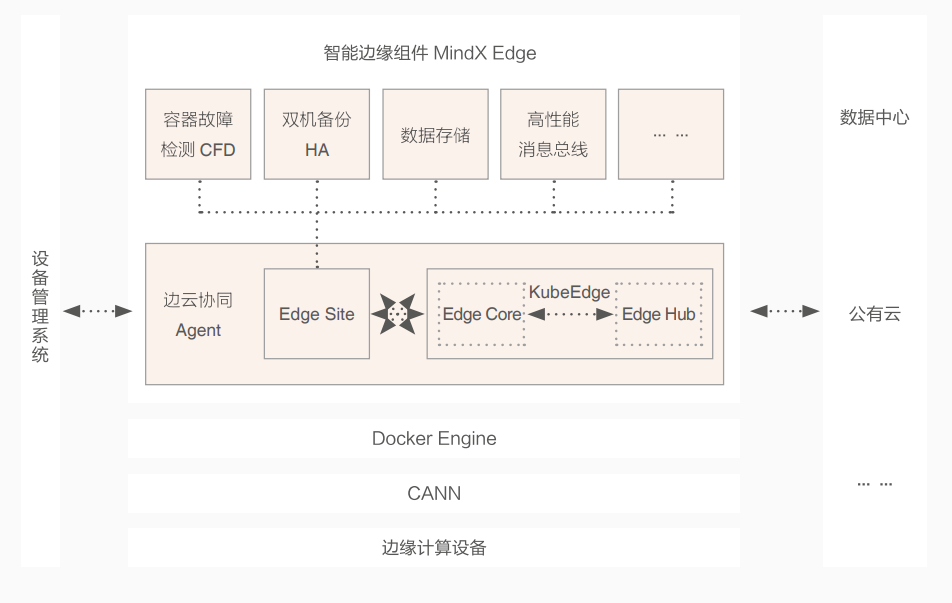 智能边缘组件 MindX Edge
容器故障
检测 CFD
双机备份
HA
数据存储
高性能
消息总线
... ...
设备管理系统
边云协同
Agent
Edge Site
KubeEdge
Edge Core
Edge Hub
Docker Engine
CANN
边缘计算设备
数据中心
公有云
... ...